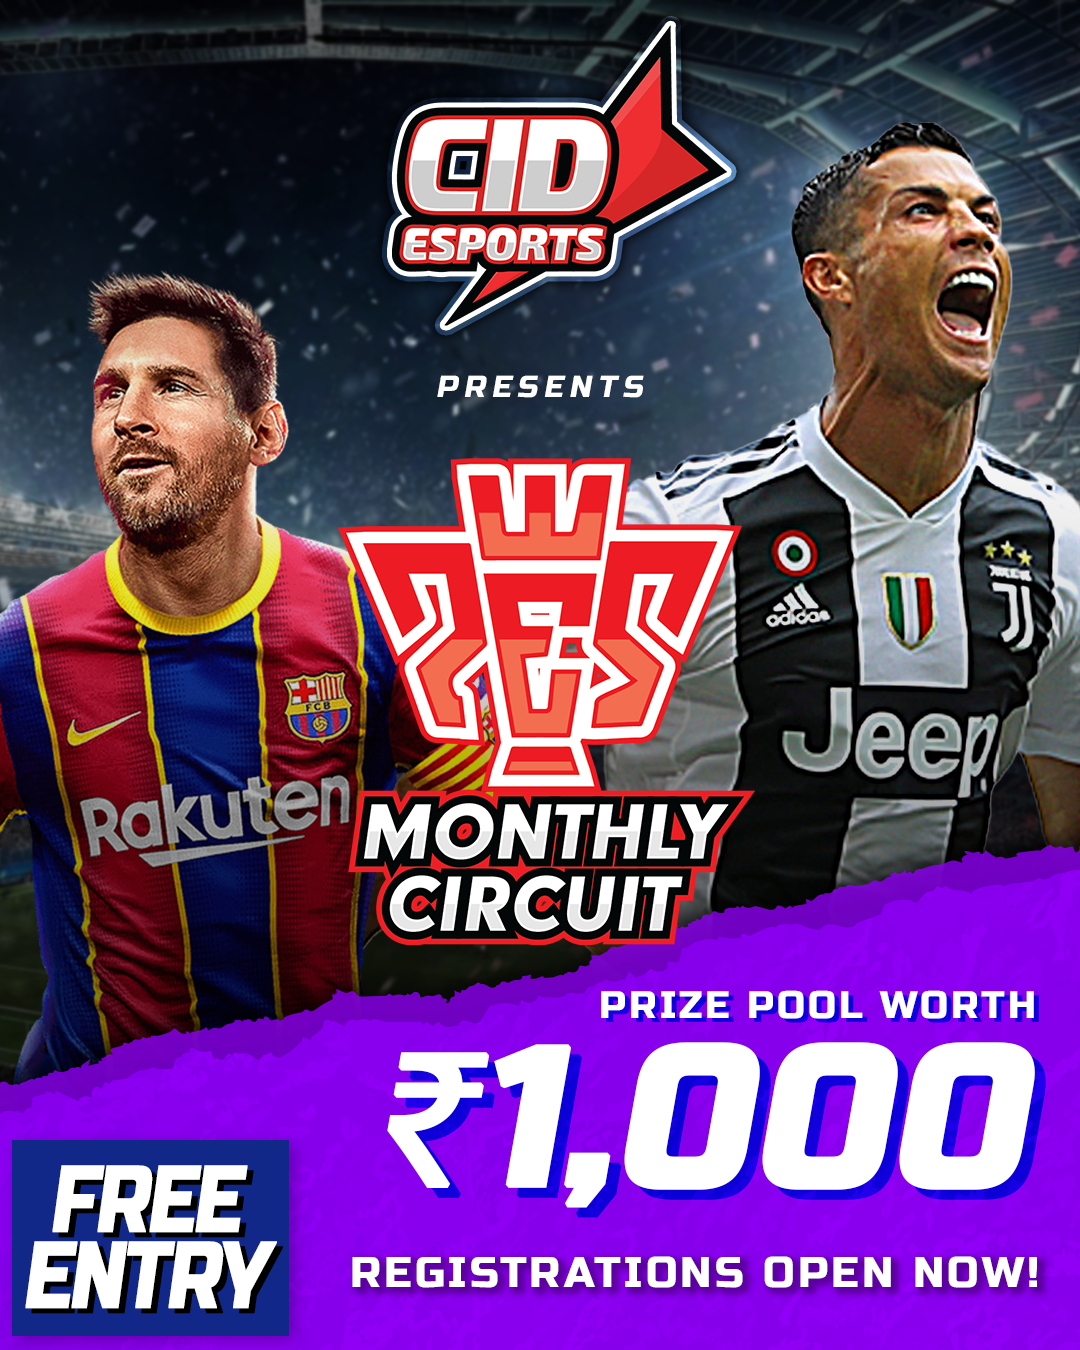 CID
ESPORTS
PRESENTS
PES
MONTHLY
CIRCUIT
adidas
Jeep
FCB
Rakuten
PRIZE POOL WORTH
₹1,000
FREE
ENTRY
REGISTRATIONS OPEN NOW!